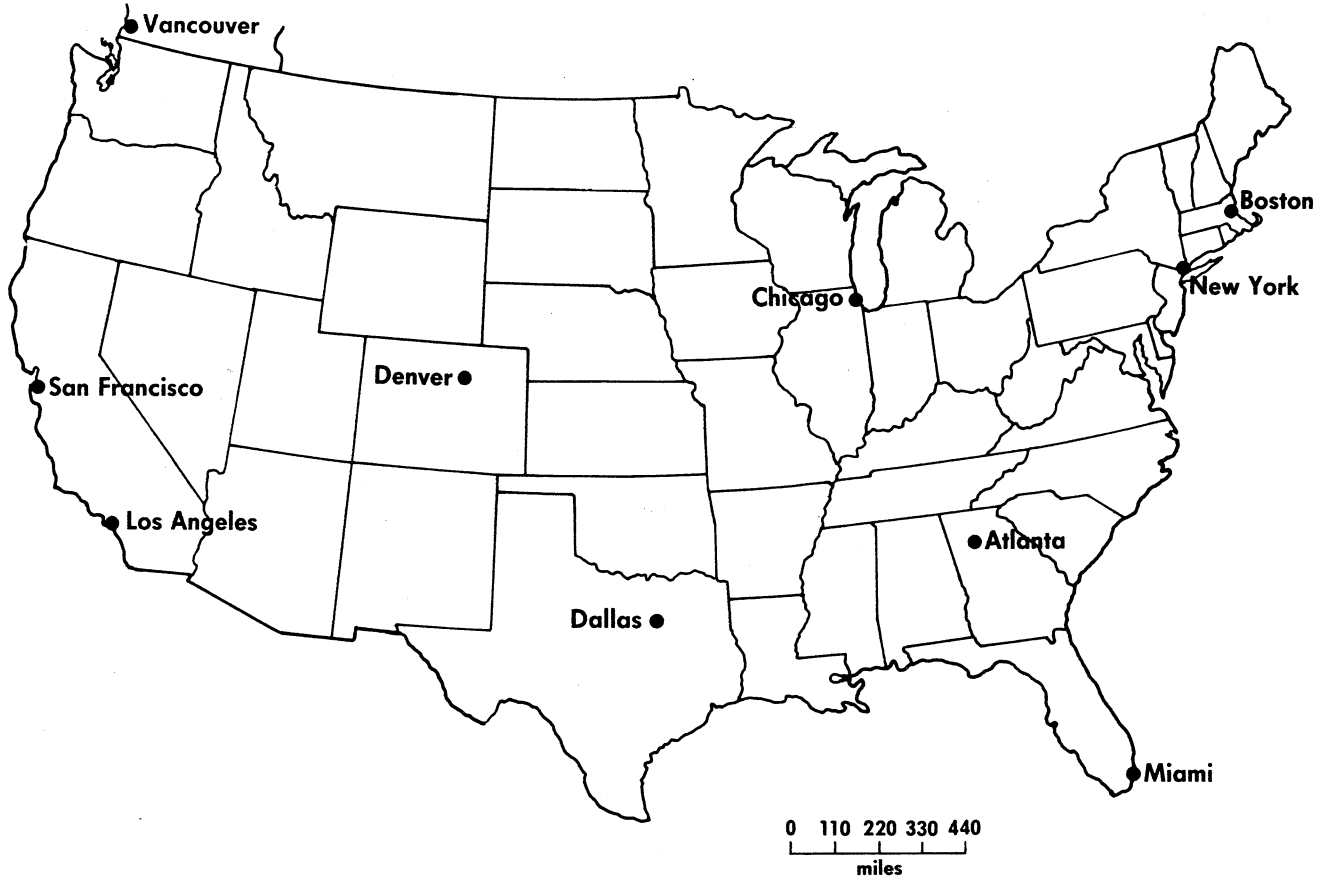 Vancouver
Boston
New York
Chicago
Denver
San Francisco
Los Angeles
Atlanta
Dallas
Miami
0 110 220 330 440
miles